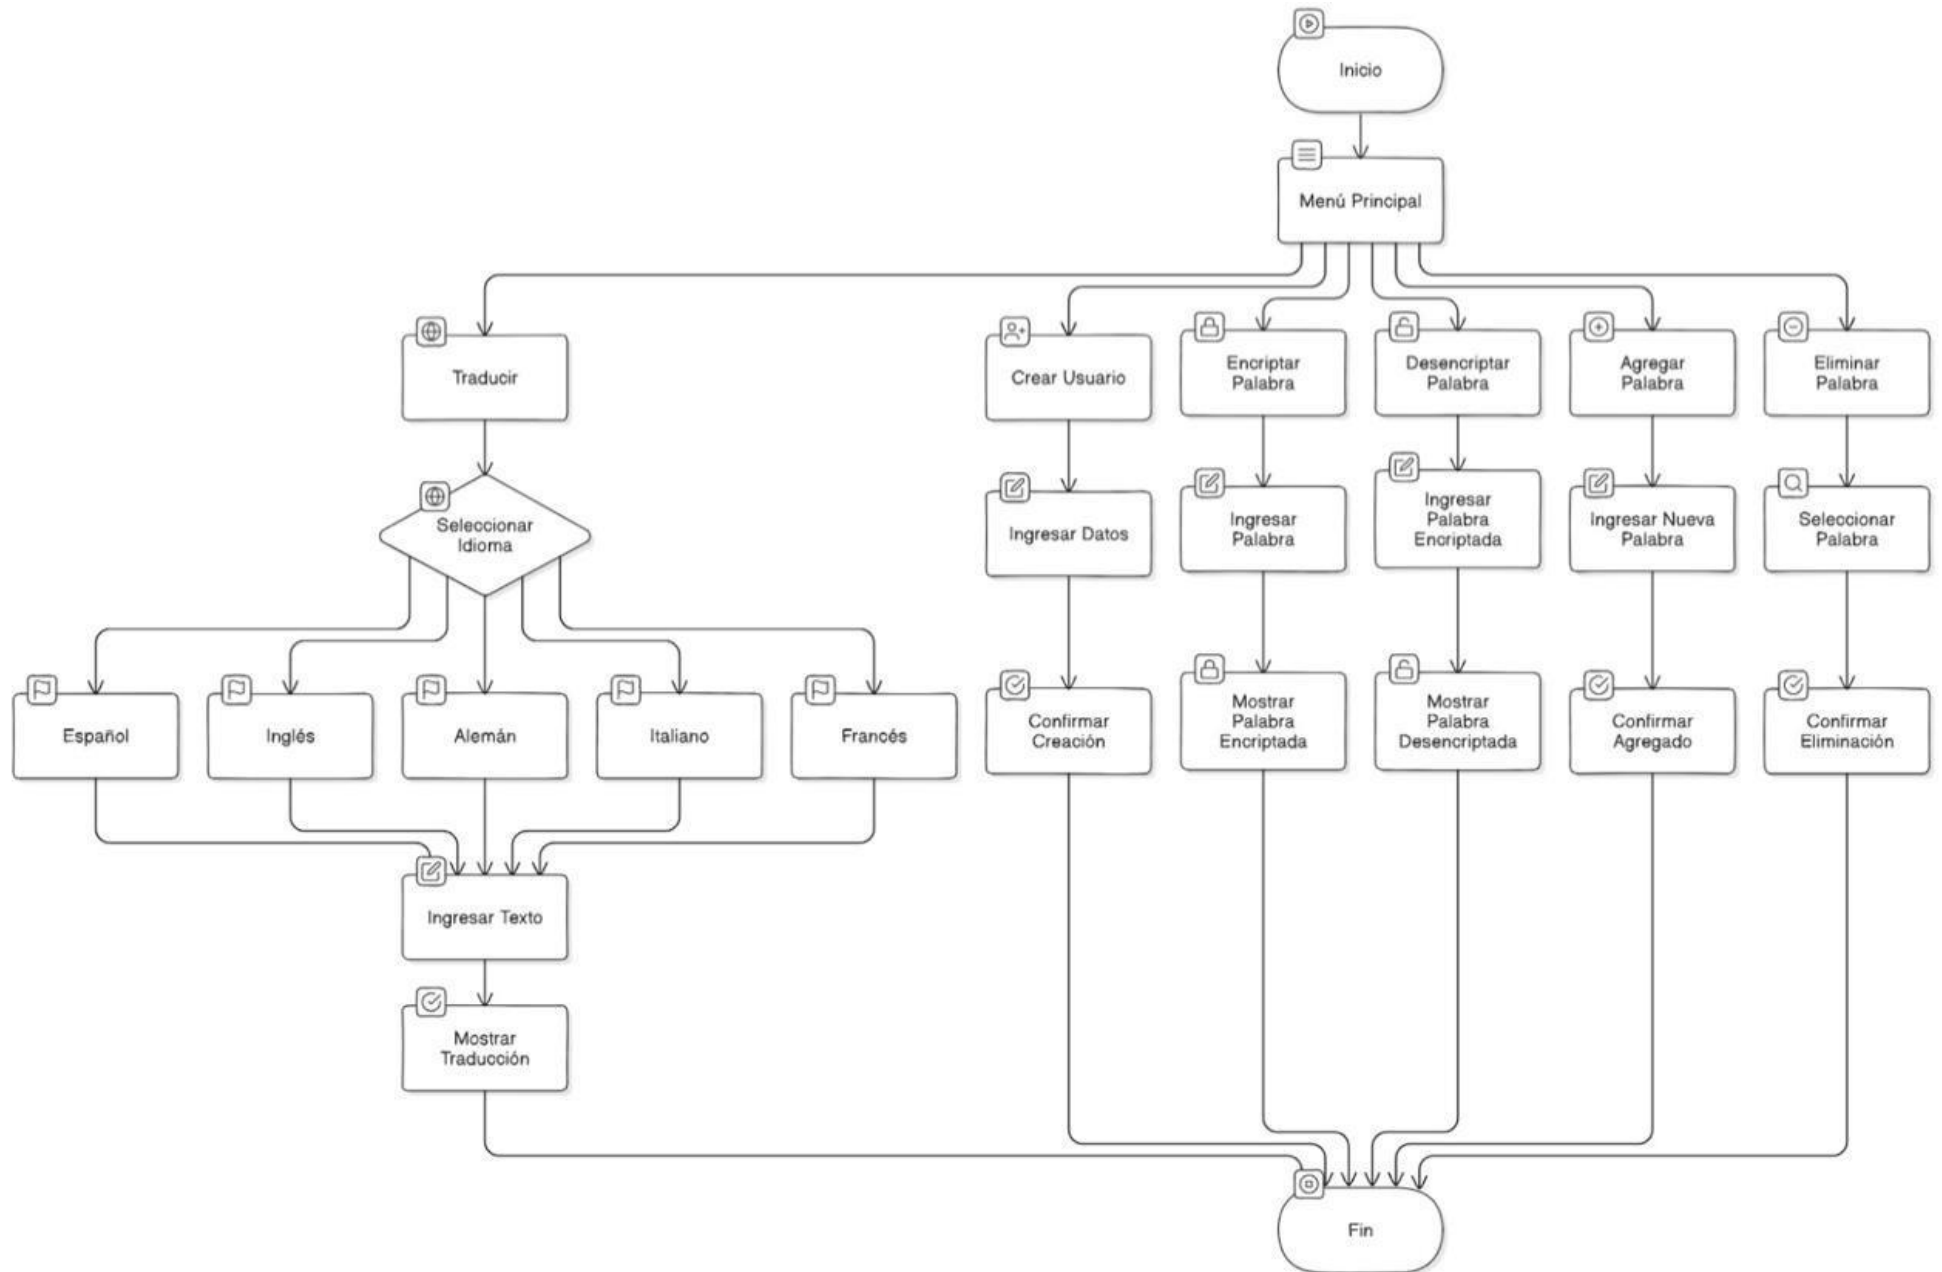 Inicio
Menú Principal
Traducir
Crear Usuario
Encriptar
Palabra
Desencriptar
Palabra
Agregar
Palabra
Eliminar
Palabra
Seleccionar
Idioma
Ingresar Datos
Ingresar
Palabra
Ingresar
Palabra
Encriptada
Ingresar Nueva
Palabra
Seleccionar
Palabra
Español
Inglés
Alemán
Italiano
Francés
Confirmar
Creación
Mostrar
Palabra
Encriptada
Mostrar
Palabra
Desencriptada
Confirmar
Agregado
Confirmar
Eliminación
Ingresar Texto
Mostrar
Traducción
Fin